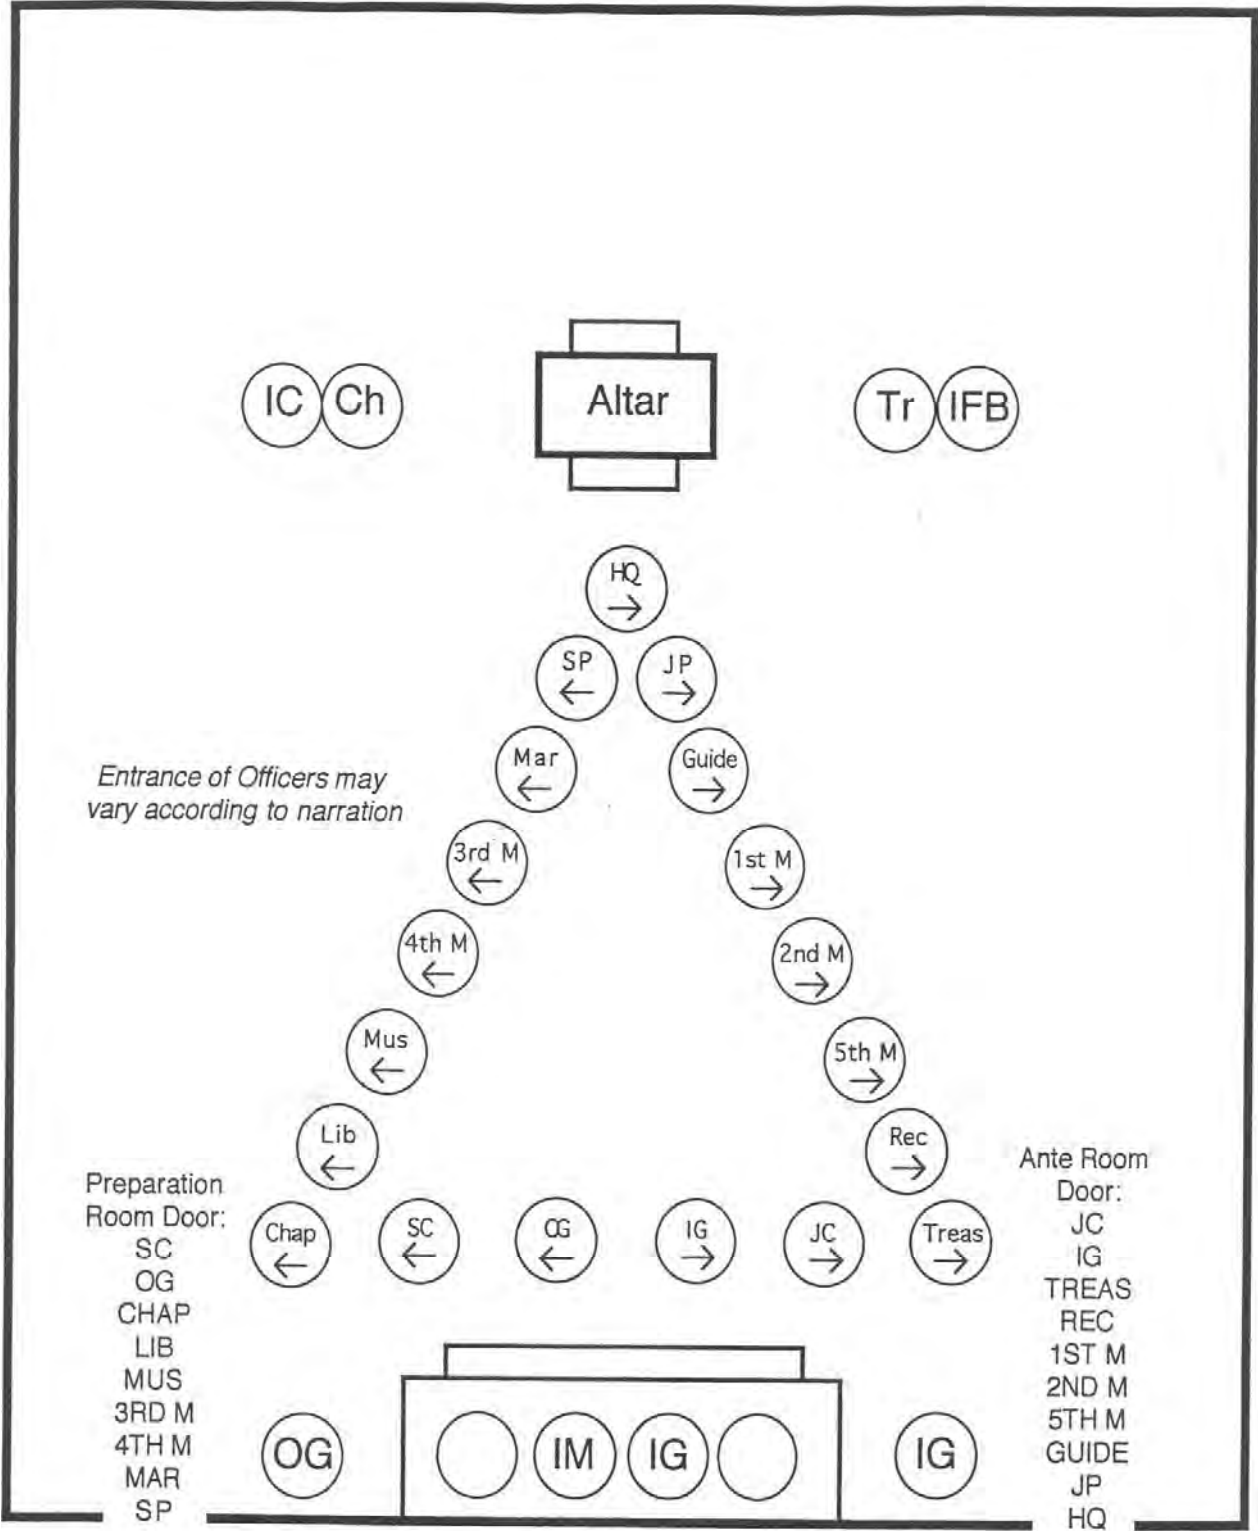 IC Ch Altar Tr IFB
HQ
SP JP
Mar Guide
Entrance of Officers may
vary according to narration
3rd M 1st M
4th M 2nd M
Mus 5th M
Lib Rec
Chap SC OG IG JC Treas
Preparation
Room Door:
SC
OG
CHAP
LIB
MUS
3RD M
4TH M
MAR
SP
Ante Room
Door:
JC
IG
TREAS
REC
1ST M
2ND M
5TH M
GUIDE
JP
HQ
OG IM IG IG